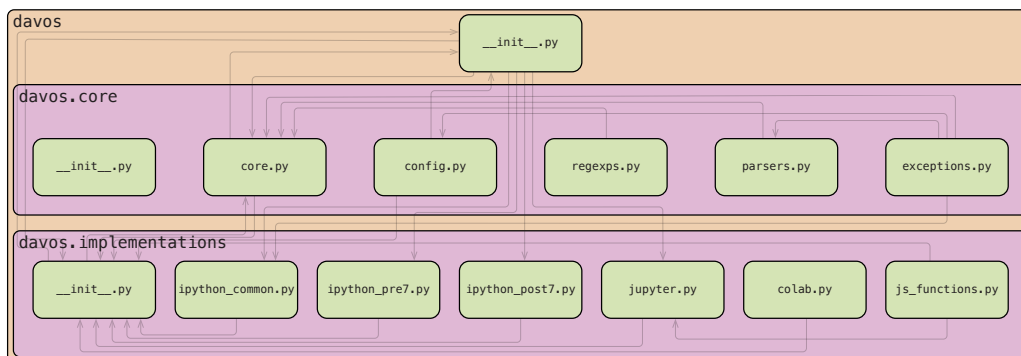 davos
__init__.py
davos.core
__init__.py core.py config.py regexps.py parsers.py exceptions.py
davos.implementations
__init__.py ipython_common.py ipython_pre7.py ipython_post7.py jupyter.py colab.py js_functions.py